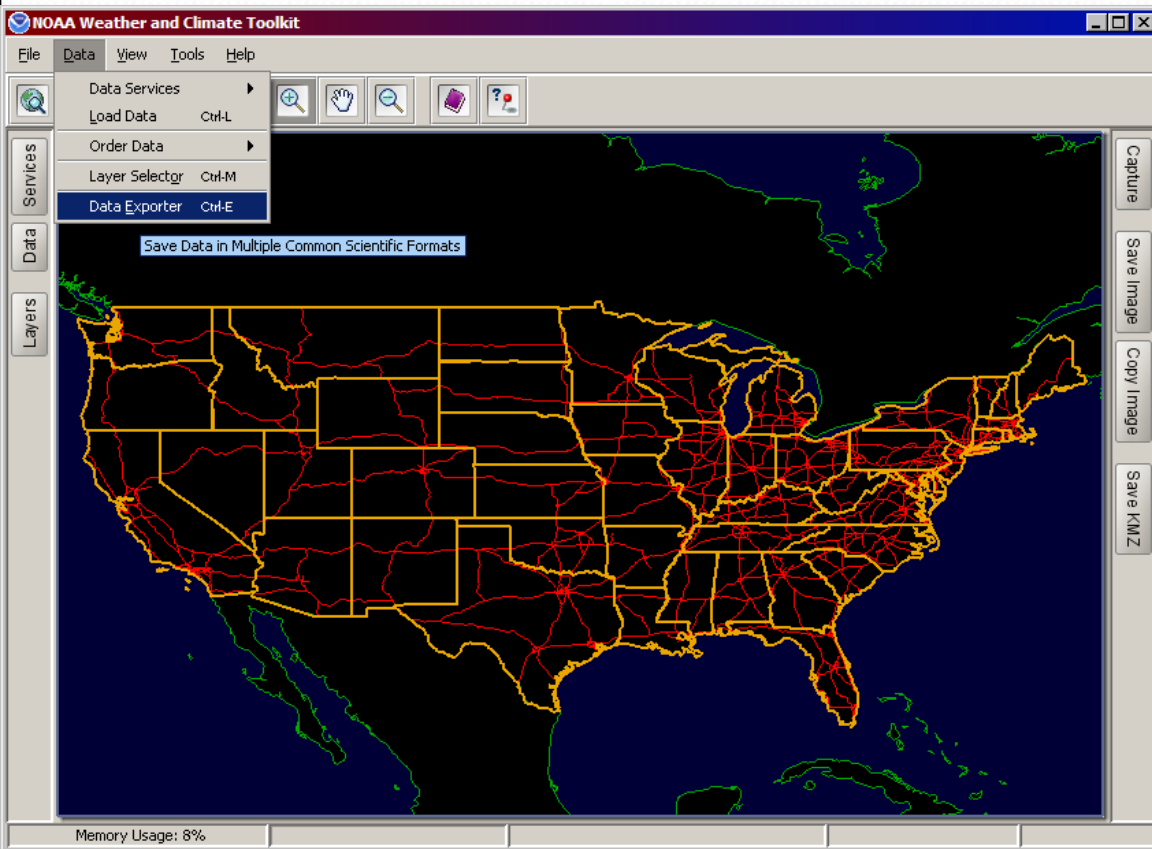 NOAA Weather and Climate Toolkit
File Data View Tools Help
Data Services
Load Data Ctrl-L
Order Data
Layer Selector Ctrl-M
Data Exporter Ctrl-E
Save Data in Multiple Common Scientific Formats
Services
Data
Layers
Capture
Save Image
Copy Image
Save KMZ
Memory Usage: 8%